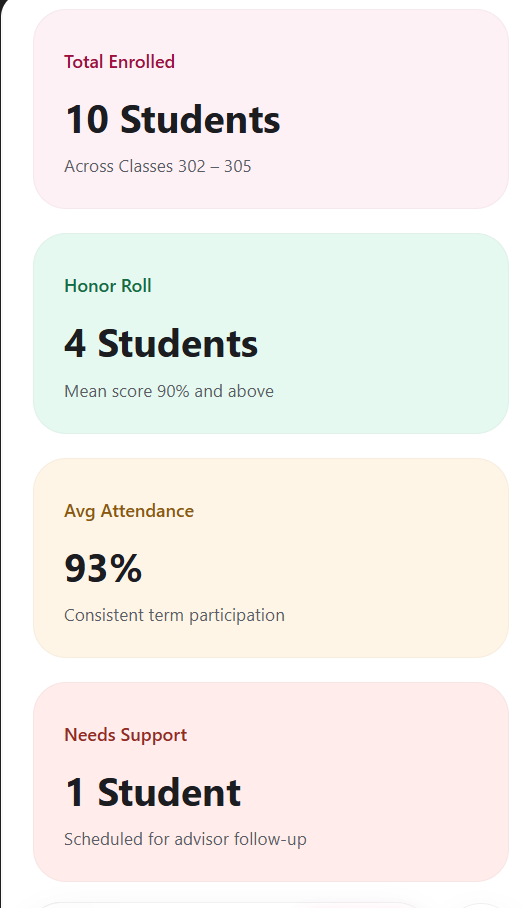 Total Enrolled
10 Students
Across Classes 302 – 305
Honor Roll
4 Students
Mean score 90% and above
Avg Attendance
93%
Consistent term participation
Needs Support
1 Student
Scheduled for advisor follow-up